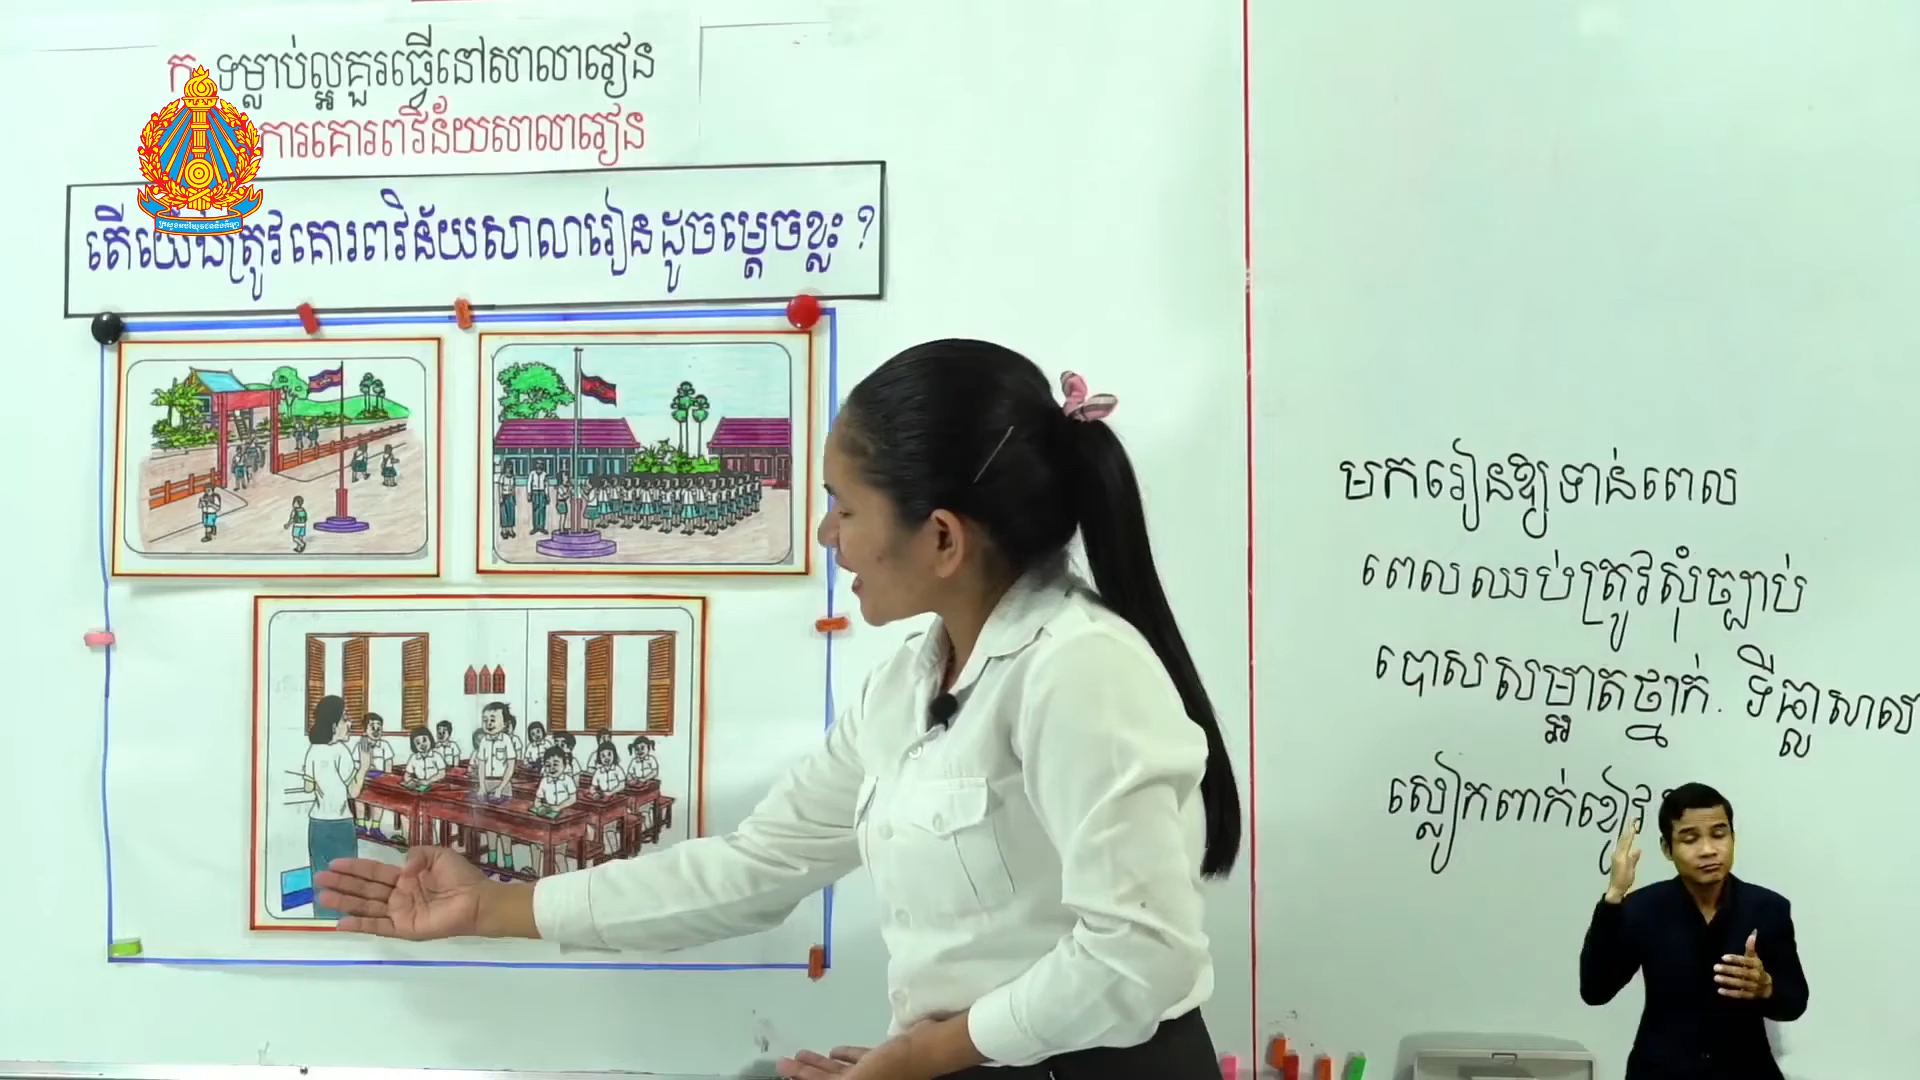 ក. ទម្លាប់ល្អគួរធ្វើនៅសាលារៀន
ការគោរពវិន័យសាលារៀន
តើយើងត្រូវគោរពវិន័យសាលារៀនដូចម្តេចខ្លះ ?
មករៀនឱ្យទាន់ពេល
ពេលឈប់ត្រូវសុំច្បាប់
បោសសម្អាតថ្នាក់. ទីធ្លាសាលា
ស្លៀកពាក់ខៀវ